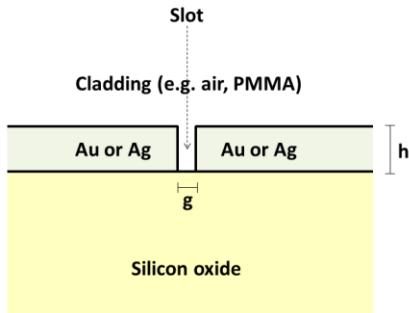 Slot
Cladding (e.g. air, PMMA)
Au or Ag
Au or Ag
h
g
Silicon oxide